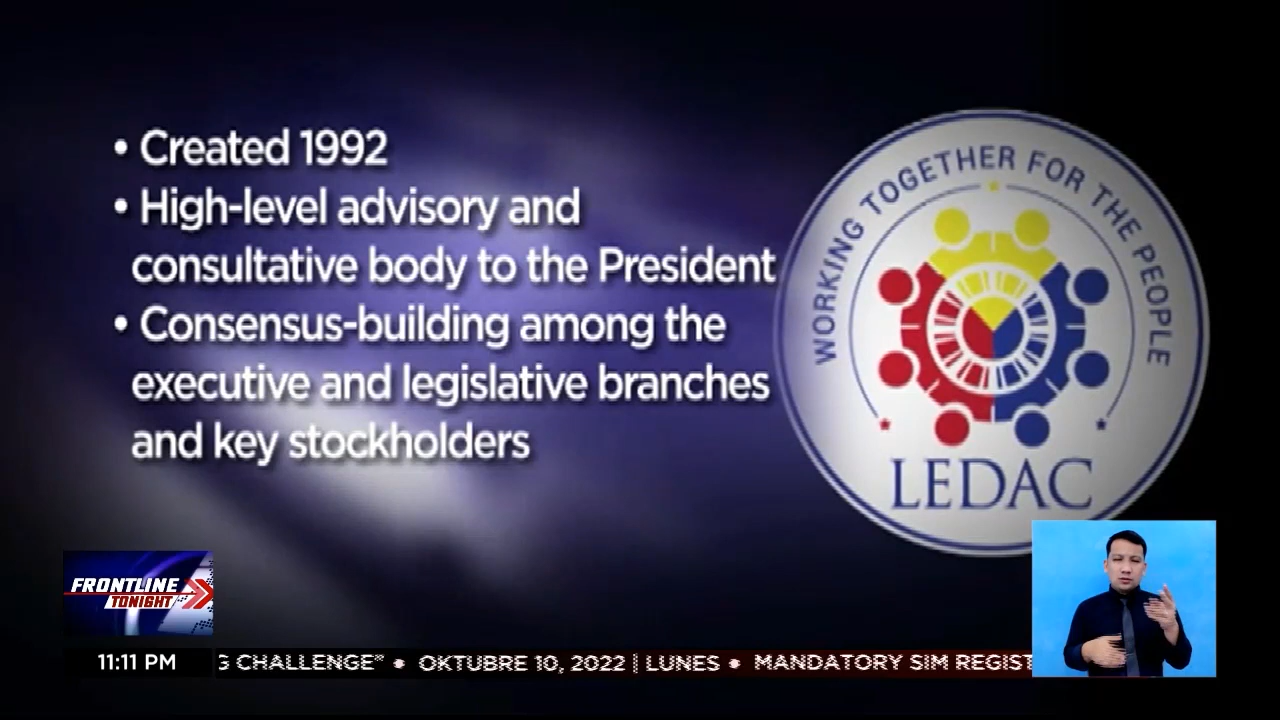 • Created 1992
• High-level advisory and
consultative body to the President
• Consensus-building among the
executive and legislative branches
and key stockholders
WORKING TOGETHER FOR THE PEOPLE
LEDAC
FRONTLINE
TONIGHT
11:11 PM
G CHALLENGE" • OKTUBRE 10, 2022 | LUNES • MANDATORY SIM REGIST